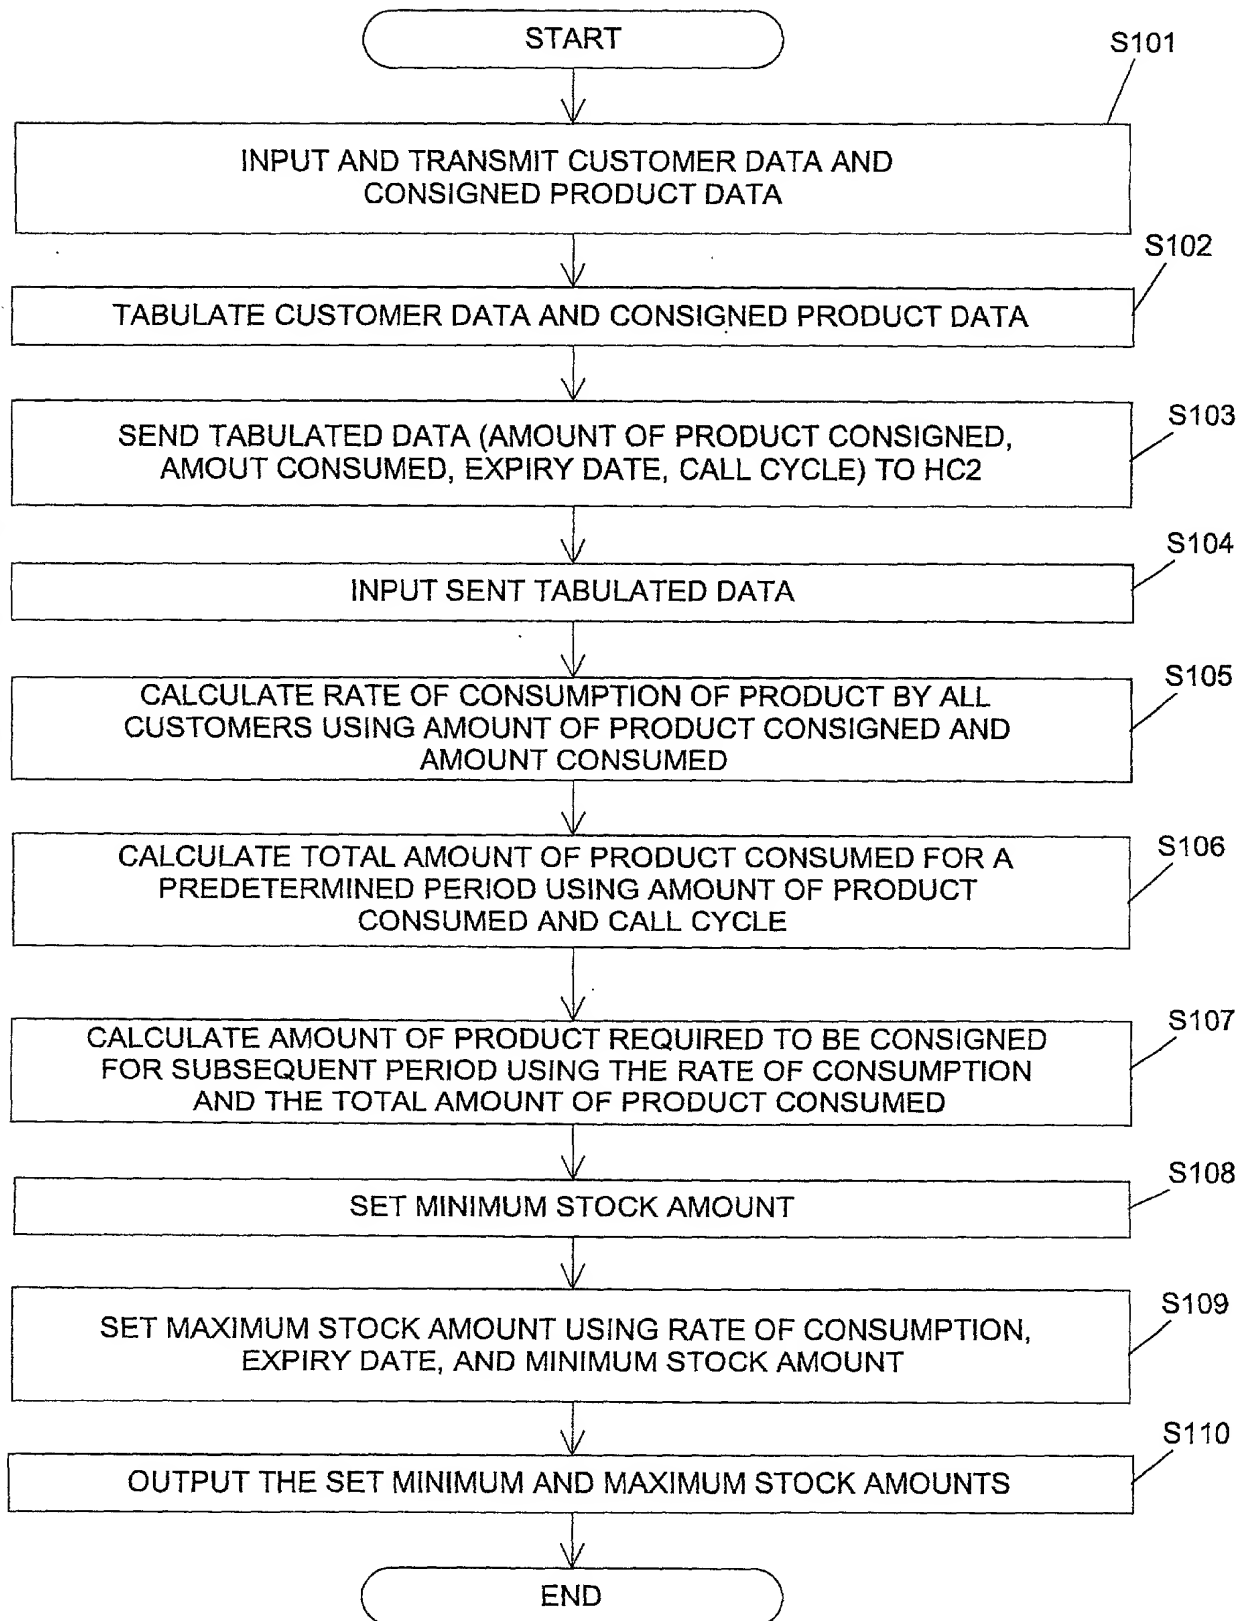 START
S101
INPUT AND TRANSMIT CUSTOMER DATA AND
CONSIGNED PRODUCT DATA
S102
TABULATE CUSTOMER DATA AND CONSIGNED PRODUCT DATA
S103
SEND TABULATED DATA (AMOUNT OF PRODUCT CONSIGNED,
AMOUT CONSUMED, EXPIRY DATE, CALL CYCLE) TO HC2
S104
INPUT SENT TABULATED DATA
S105
CALCULATE RATE OF CONSUMPTION OF PRODUCT BY ALL
CUSTOMERS USING AMOUNT OF PRODUCT CONSIGNED AND
AMOUNT CONSUMED
S106
CALCULATE TOTAL AMOUNT OF PRODUCT CONSUMED FOR A
PREDETERMINED PERIOD USING AMOUNT OF PRODUCT
CONSUMED AND CALL CYCLE
S107
CALCULATE AMOUNT OF PRODUCT REQUIRED TO BE CONSIGNED
FOR SUBSEQUENT PERIOD USING THE RATE OF CONSUMPTION
AND THE TOTAL AMOUNT OF PRODUCT CONSUMED
S108
SET MINIMUM STOCK AMOUNT
S109
SET MAXIMUM STOCK AMOUNT USING RATE OF CONSUMPTION,
EXPIRY DATE, AND MINIMUM STOCK AMOUNT
S110
OUTPUT THE SET MINIMUM AND MAXIMUM STOCK AMOUNTS
END